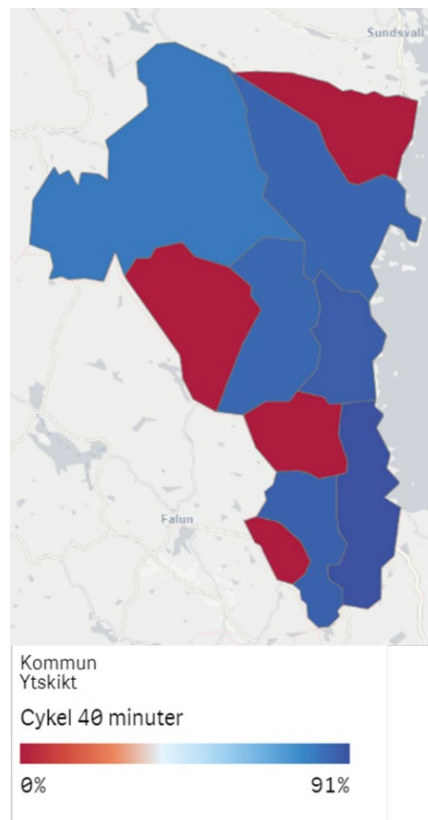 Sundsvall
Falun
Kommun
Ytskikt
Cykel 40 minuter
0% 91%